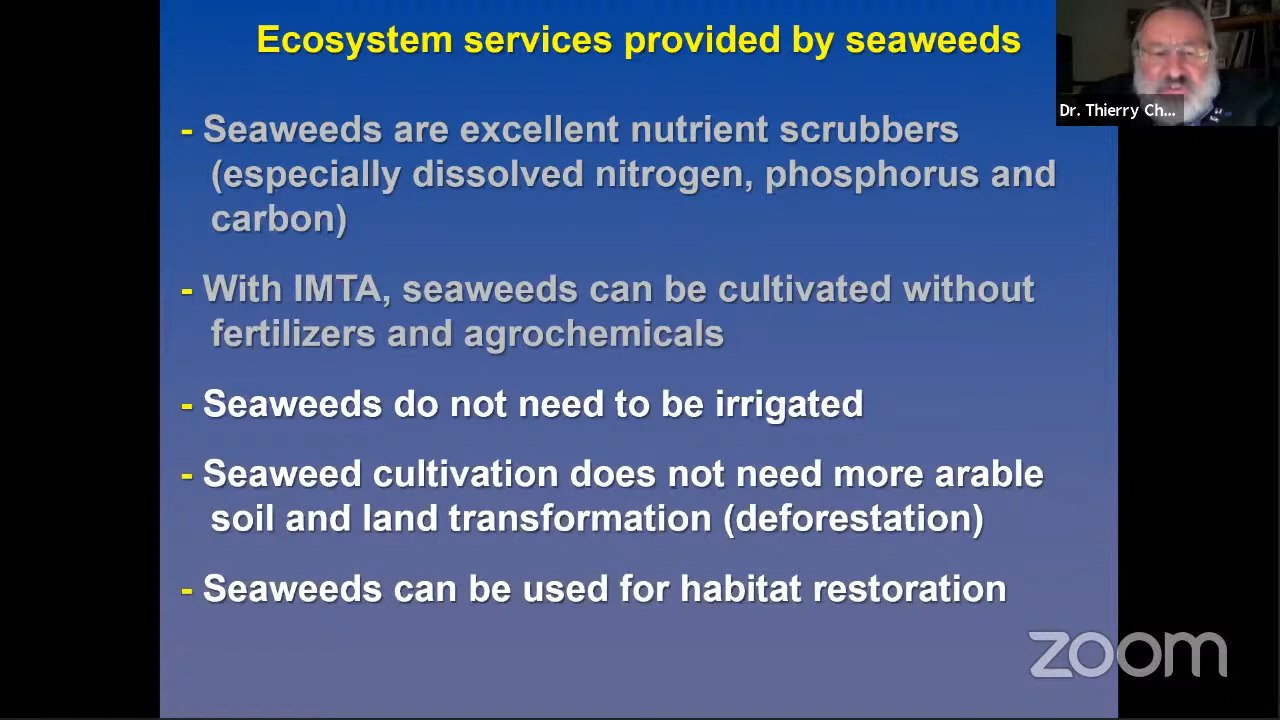 Ecosystem services provided by seaweeds
Dr. Thierry Ch...
- Seaweeds are excellent nutrient scrubbers
(especially dissolved nitrogen, phosphorus and
carbon)
- With IMTA, seaweeds can be cultivated without
fertilizers and agrochemicals
- Seaweeds do not need to be irrigated
- Seaweed cultivation does not need more arable
soil and land transformation (deforestation)
- Seaweeds can be used for habitat restoration
zoom